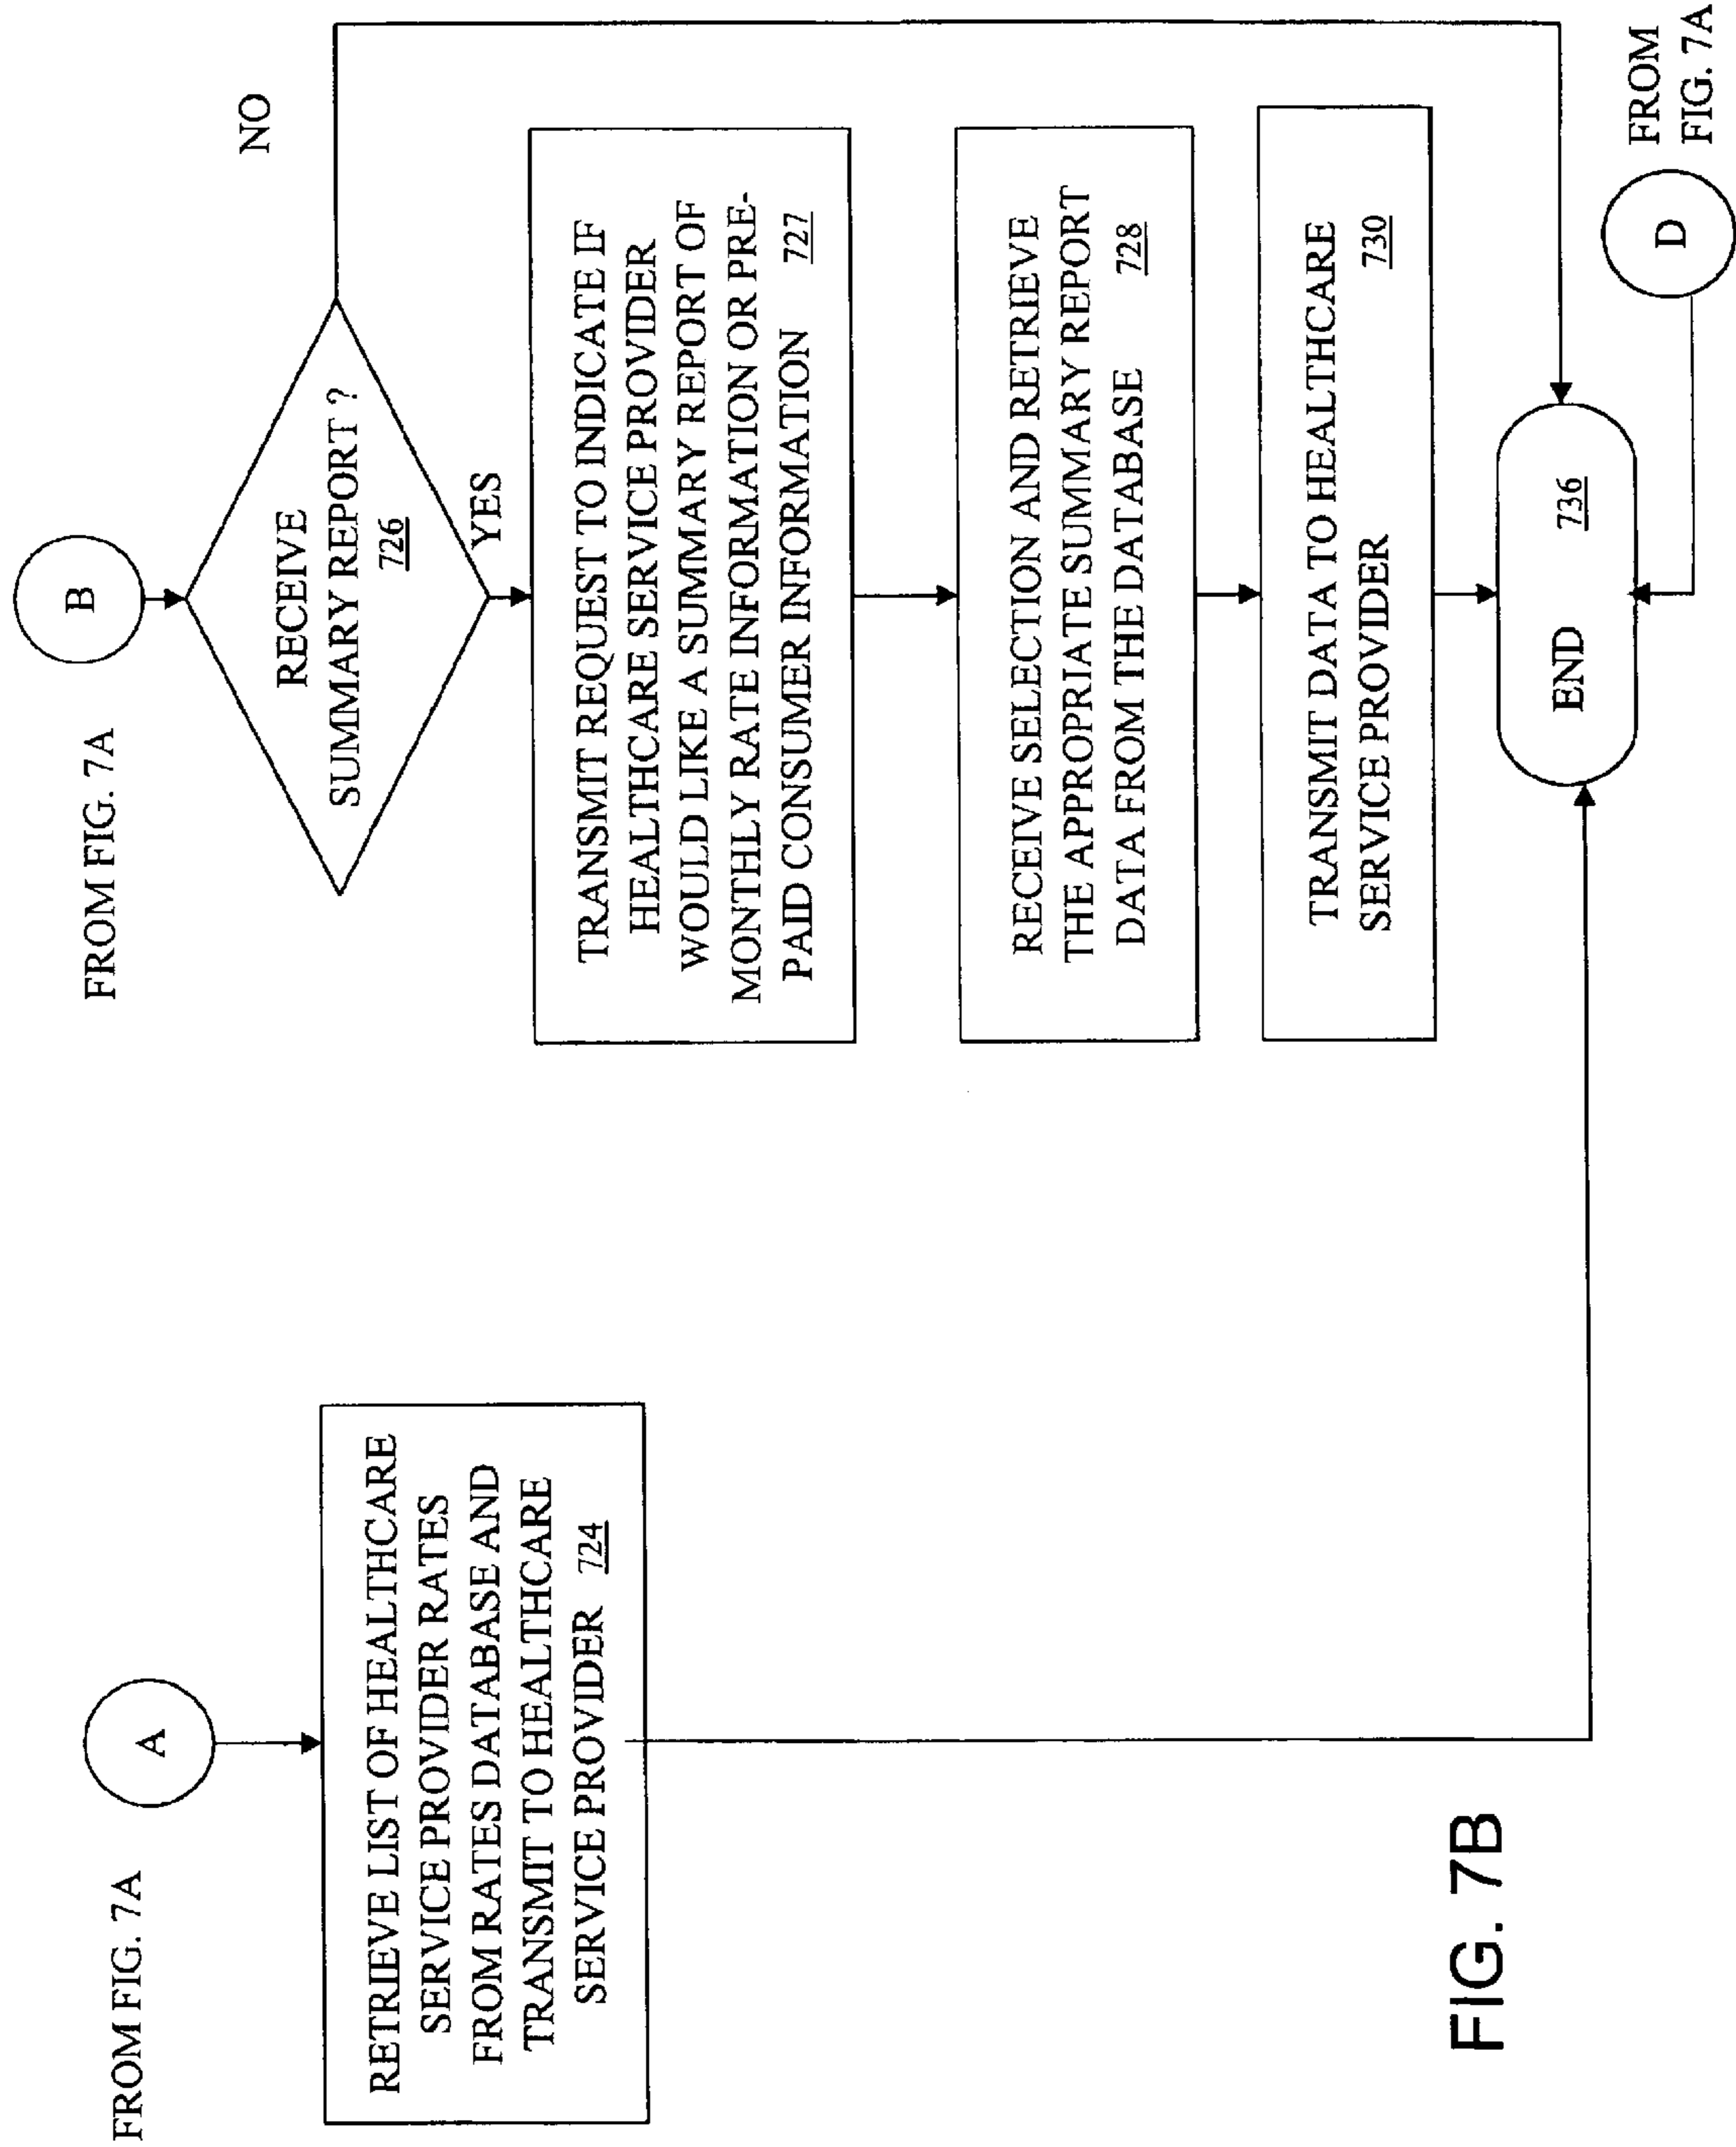 FROM FIG. 7A
A
RETRIEVE LIST OF HEALTHCARE
SERVICE PROVIDER RATES
FROM RATES DATABASE AND
TRANSMIT TO HEALTHCARE
SERVICE PROVIDER 724
FROM FIG. 7A
B
RECEIVE
SUMMARY REPORT ?
726
NO
YES
TRANSMIT REQUEST TO INDICATE IF
HEALTHCARE SERVICE PROVIDER
WOULD LIKE A SUMMARY REPORT OF
MONTHLY RATE INFORMATION OR PRE-
PAID CONSUMER INFORMATION 727
RECEIVE SELECTION AND RETRIEVE
THE APPROPRIATE SUMMARY REPORT
DATA FROM THE DATABASE 728
TRANSMIT DATA TO HEALTHCARE
SERVICE PROVIDER 730
END 736
D
FROM
FIG. 7A
FIG. 7B